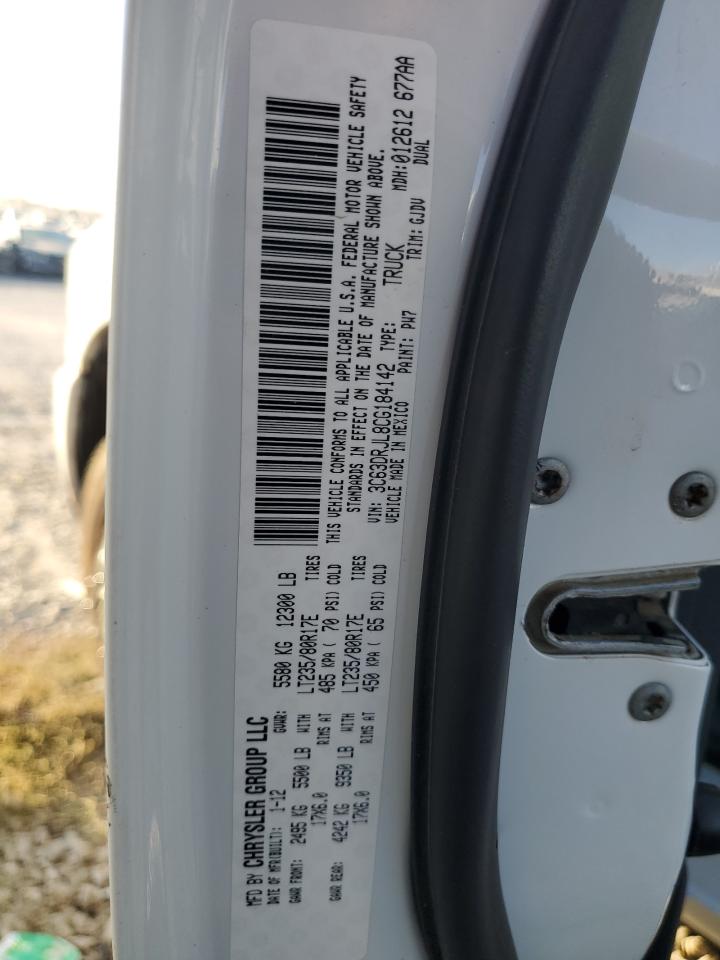 MFD BY CHRYSLER GROUP LLC
DATE OF MFR(BUILT): 1-12 GVWR: 5580 KG 12300 LB
GAWR FRONT: 2495 KG 5500 LB WITH LT235/80R17E TIRES
17X6.0 RIMS AT 485 KPA ( 70 PSI) COLD
GAWR REAR: 4242 KG 9350 LB WITH LT235/80R17E TIRES
17X6.0 RIMS AT 450 KPA ( 65 PSI) COLD
THIS VEHICLE CONFORMS TO ALL APPLICABLE U.S.A. FEDERAL MOTOR VEHICLE SAFETY
STANDARDS IN EFFECT ON THE DATE OF MANUFACTURE SHOWN ABOVE.
VIN: 3C63DRJL8CG184142 TYPE: TRUCK MDH:012612 677AA
VEHICLE MADE IN MEXICO PAINT: PW7 TRIM: GJDV DUAL